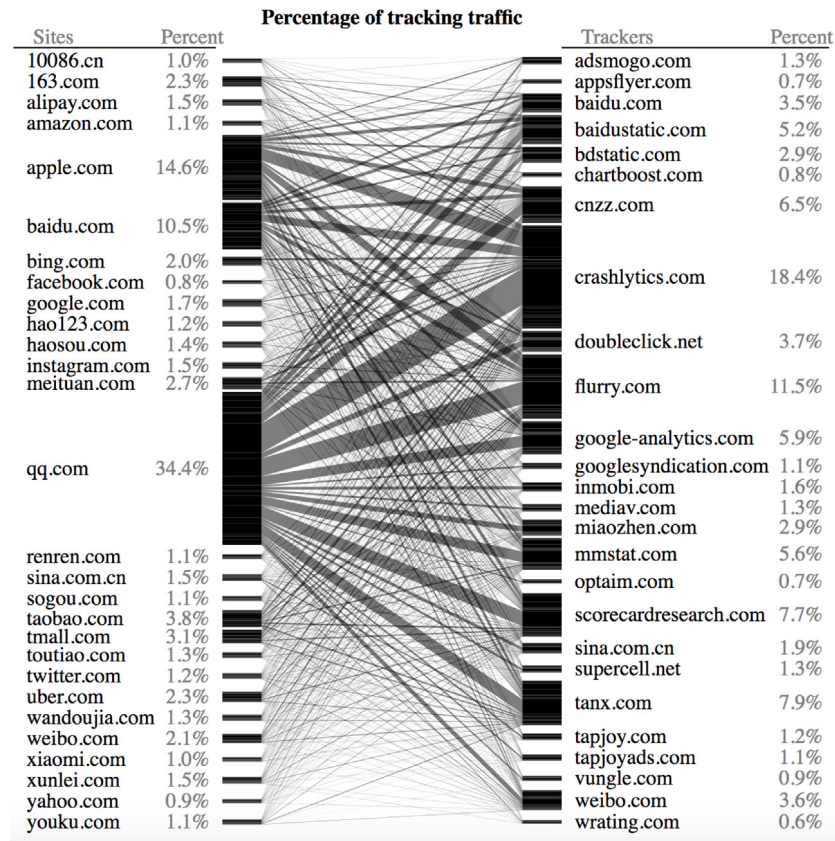 Percentage of tracking traffic
Sites Percent
10086.cn 1.0%
163.com 2.3%
alipay.com 1.5%
amazon.com 1.1%
apple.com 14.6%
baidu.com 10.5%
bing.com 2.0%
facebook.com 0.8%
google.com 1.7%
hao123.com 1.2%
haosou.com 1.4%
instagram.com 1.5%
meituan.com 2.7%
qq.com 34.4%
renren.com 1.1%
sina.com.cn 1.5%
sogou.com 1.1%
taobao.com 3.8%
tmall.com 3.1%
toutiao.com 1.3%
twitter.com 1.2%
uber.com 2.3%
wandoujia.com 1.3%
weibo.com 2.1%
xiaomi.com 1.0%
xunlei.com 1.5%
yahoo.com 0.9%
youku.com 1.1%
Trackers Percent
adsmogo.com 1.3%
appsflyer.com 0.7%
baidu.com 3.5%
baidustatic.com 5.2%
bdstatic.com 2.9%
chartboost.com 0.8%
cnzz.com 6.5%
crashlytics.com 18.4%
doubleclick.net 3.7%
flurry.com 11.5%
google-analytics.com 5.9%
googlesyndication.com 1.1%
inmobi.com 1.6%
mediav.com 1.3%
miaozhen.com 2.9%
mmstat.com 5.6%
optaim.com 0.7%
scorecardresearch.com 7.7%
sina.com.cn 1.9%
supercell.net 1.3%
tanx.com 7.9%
tapjoy.com 1.2%
tapjoyads.com 1.1%
vungle.com 0.9%
weibo.com 3.6%
wrating.com 0.6%